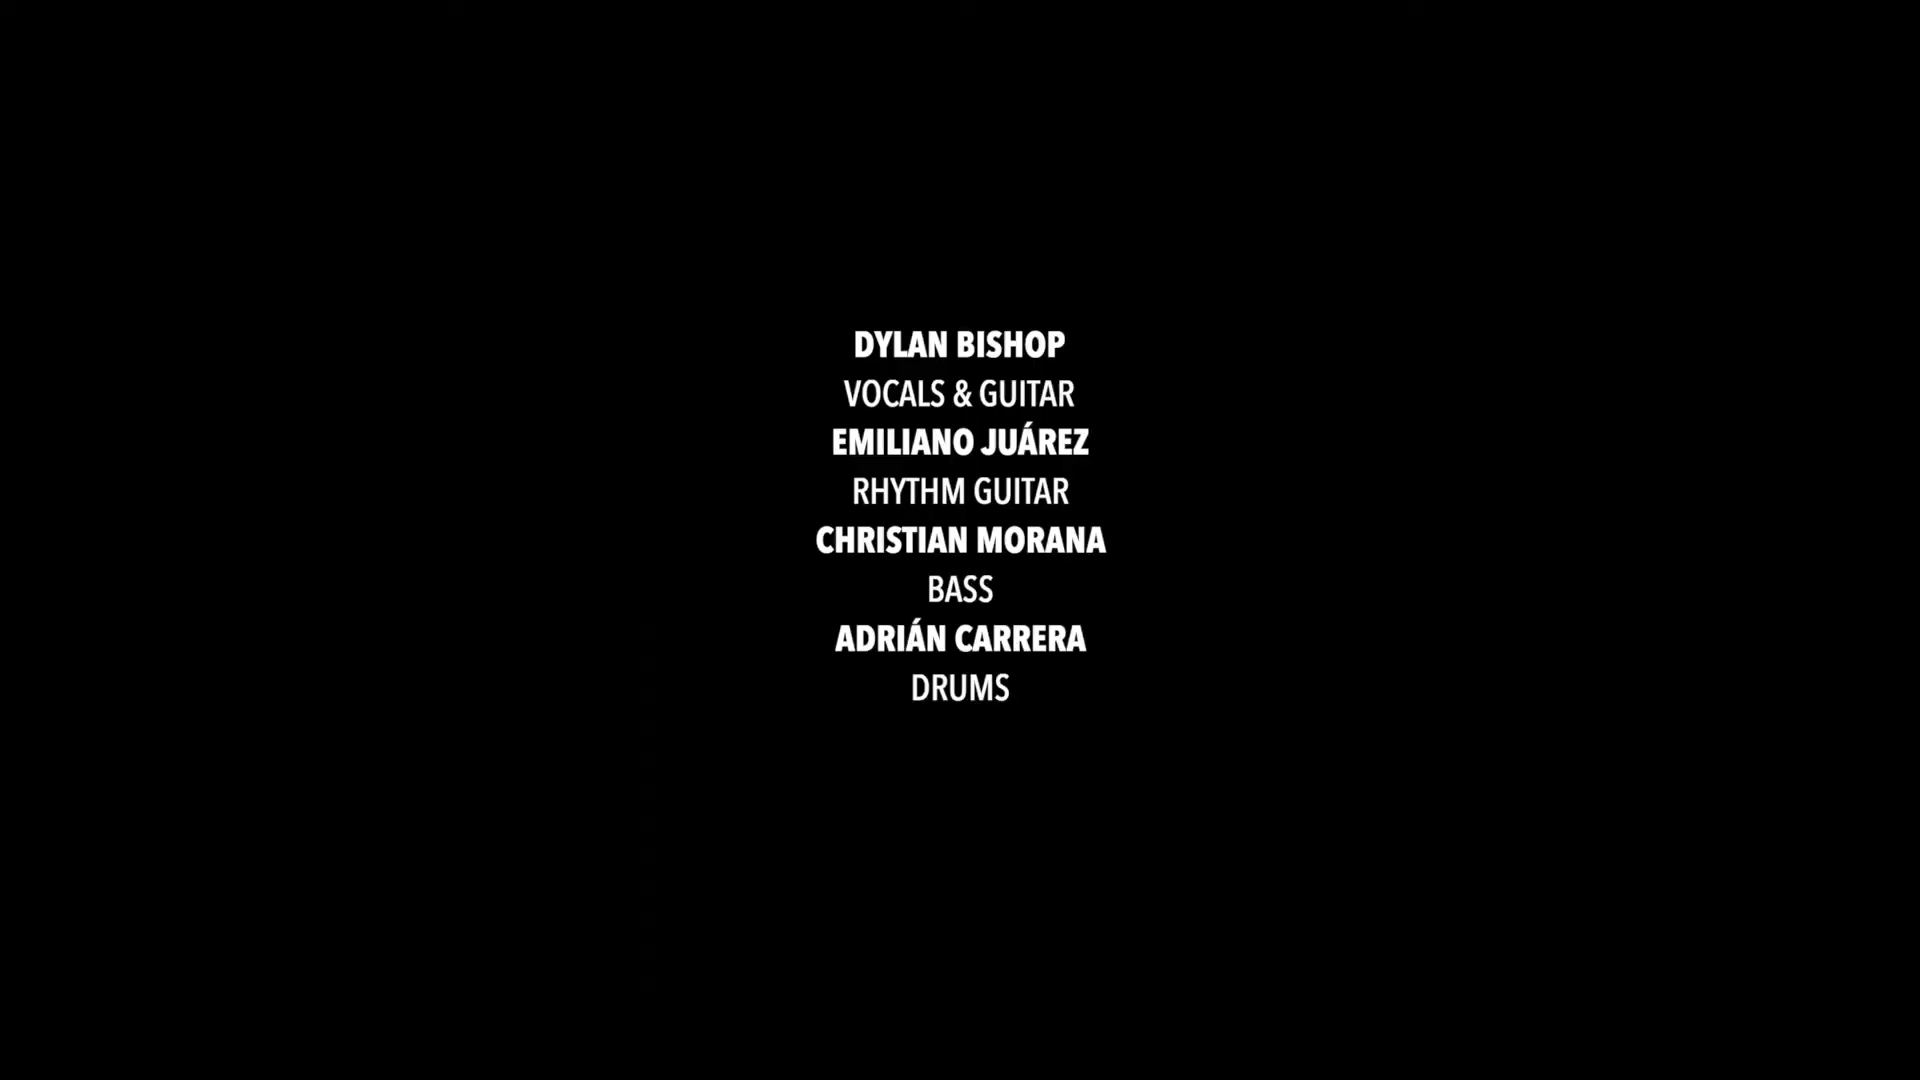 DYLAN BISHOP
VOCALS & GUITAR
EMILIANO JUÁREZ
RHYTHM GUITAR
CHRISTIAN MORANA
BASS
ADRIÁN CARRERA
DRUMS